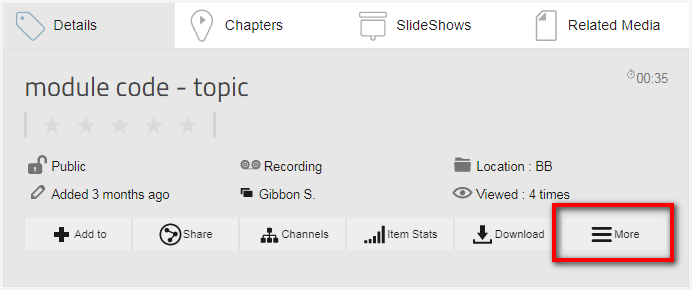 Details Chapters SlideShows Related Media
module code - topic 00:35
Public Recording Location : BB
Added 3 months ago Gibbon S. Viewed : 4 times
Add to Share Channels Item Stats Download More